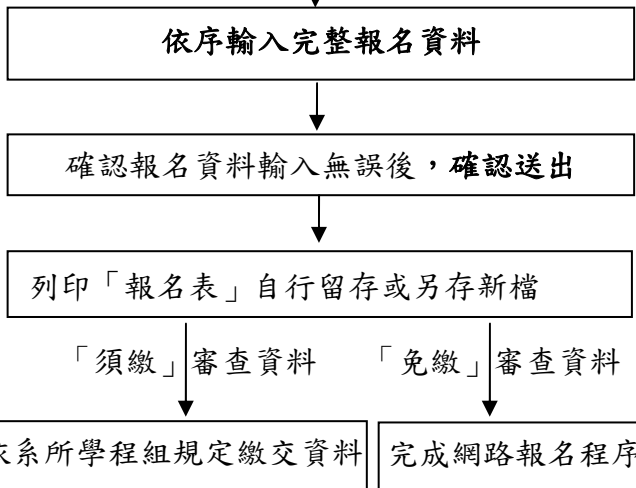 依序輸入完整報名資料
確認報名資料輸入無誤後，確認送出
列印「報名表」自行留存或另存新檔
「須繳」審查資料
「免繳」審查資料
依系所學程組規定繳交資料
完成網路報名程序